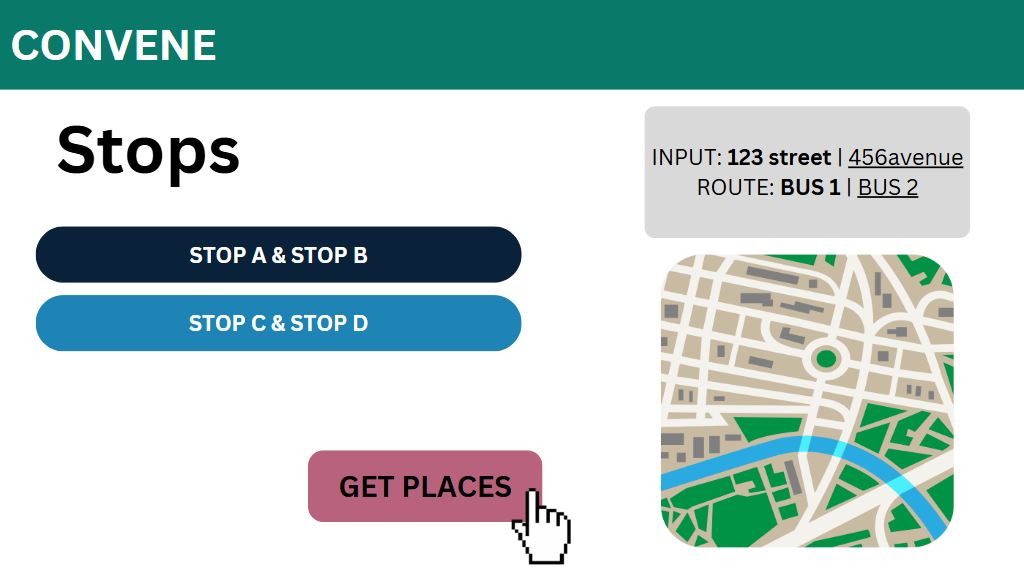 CONVENE
Stops
STOP A & STOP B
STOP C & STOP D
GET PLACES
INPUT: 123 street | 456avenue
ROUTE: BUS 1 | BUS 2